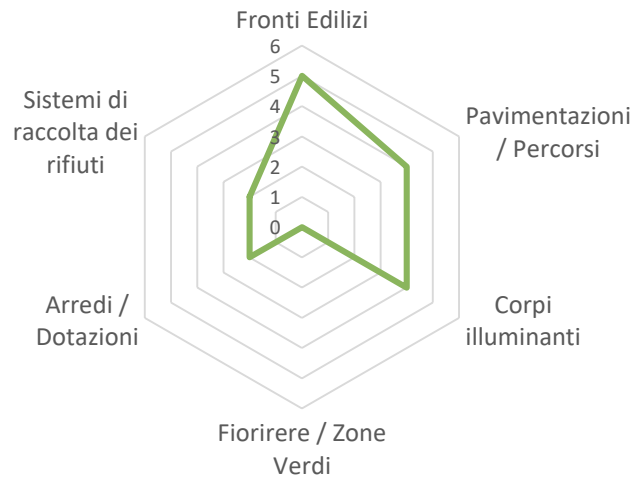 Fronti Edilizi
6
5
4
3
2
1
0
Pavimentazioni
/ Percorsi
Corpi
illuminanti
Fiorirere / Zone
Verdi
Arredi /
Dotazioni
Sistemi di
raccolta dei
rifiuti